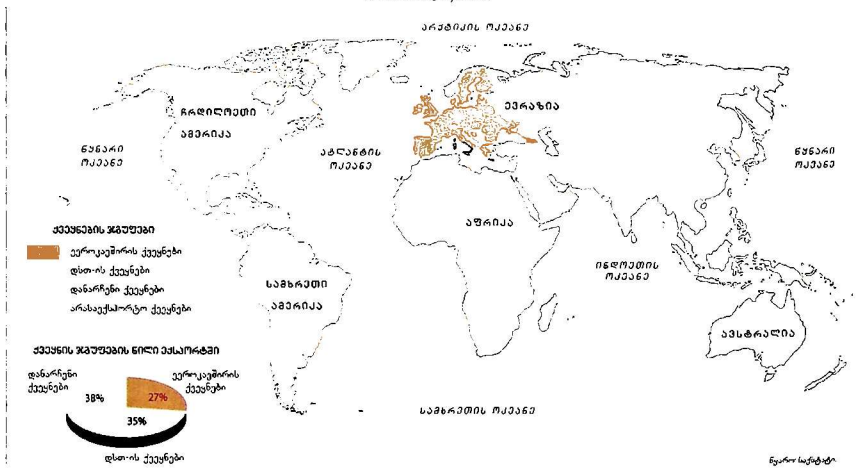 არქტიკის ოკეანე
ჩრდილოეთი
ამერიკა
ევრაზია
წყნარი
ოკეანე
ატლანტის
ოკეანე
წყნარი
ოკეანე
აფრიკა
ინდოეთის
ოკეანე
სამხრეთი
ამერიკა
ავსტრალია
სამხრეთის ოკეანე
ქვეყნების ჯგუფები
ევროკავშირის ქვეყნები
დსთ-ის ქვეყნები
დანარჩენი ქვეყნები
არასაექსპორტო ქვეყნები
ქვეყნის ჯგუფების წილი ექსპორტში
დანარჩენი
ქვეყნები
ევროკავშირის
ქვეყნები
38%
27%
35%
დსთ-ის ქვეყნები
წყარო: საქსტატი